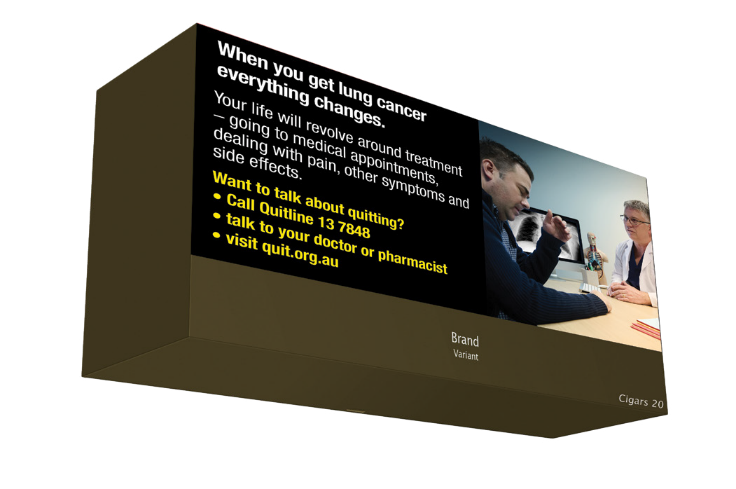 When you get lung cancer
everything changes.
Your life will revolve around treatment
– going to medical appointments,
dealing with pain, other symptoms and
side effects.
Want to talk about quitting?
• Call Quitline 13 7848
• talk to your doctor or pharmacist
• visit quit.org.au
Brand
Variant
Cigars 20